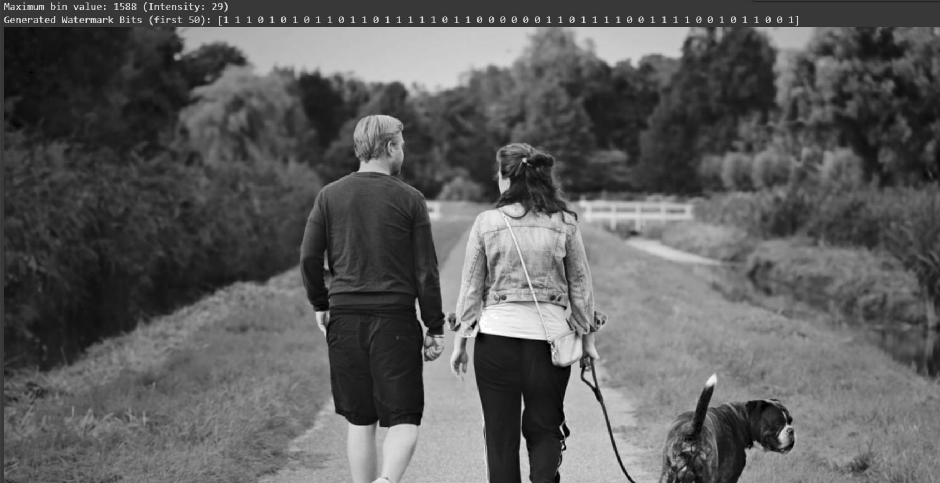 Maximum bin value: 1588 (Intensity: 29)
Generated Watermark Bits (first 50): [1 1 1 0 1 0 1 0 1 1 0 1 1 0 1 1 1 1 1 0 1 1 0 0 0 0 0 0 1 1 0 1 1 1 1 0 0 1 1 1 1 0 0 1 0 1 1 0 0 1]